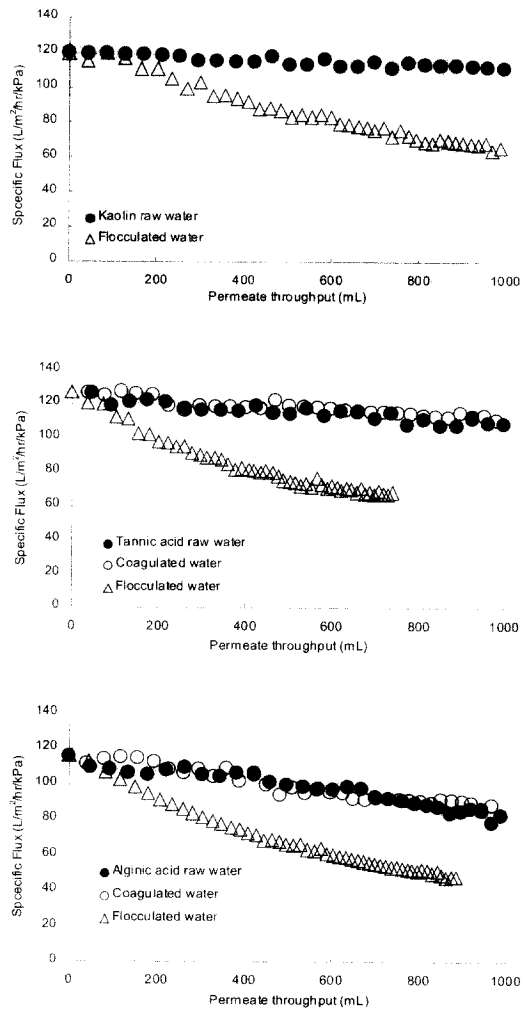 140
120
100
80
60
40
20
0
Spcecific Flux (L/m²/hr/kPa)
Kaolin raw water
Flocculated water
0 200 400 600 800 1000
Permeate throughput (mL)
140
120
100
80
60
40
20
0
Specific Flux (L/m²/hr/kPa)
Tannic acid raw water
Coagulated water
Flocculated water
0 200 400 600 800 1000
Permeate throughput (mL)
140
120
100
80
60
40
20
0
Spcecific Flux (L/m²/hr/kPa)
Alginic acid raw water
Coagulated water
Flocculated water
0 200 400 600 800 1000
Permeate throughput (mL)